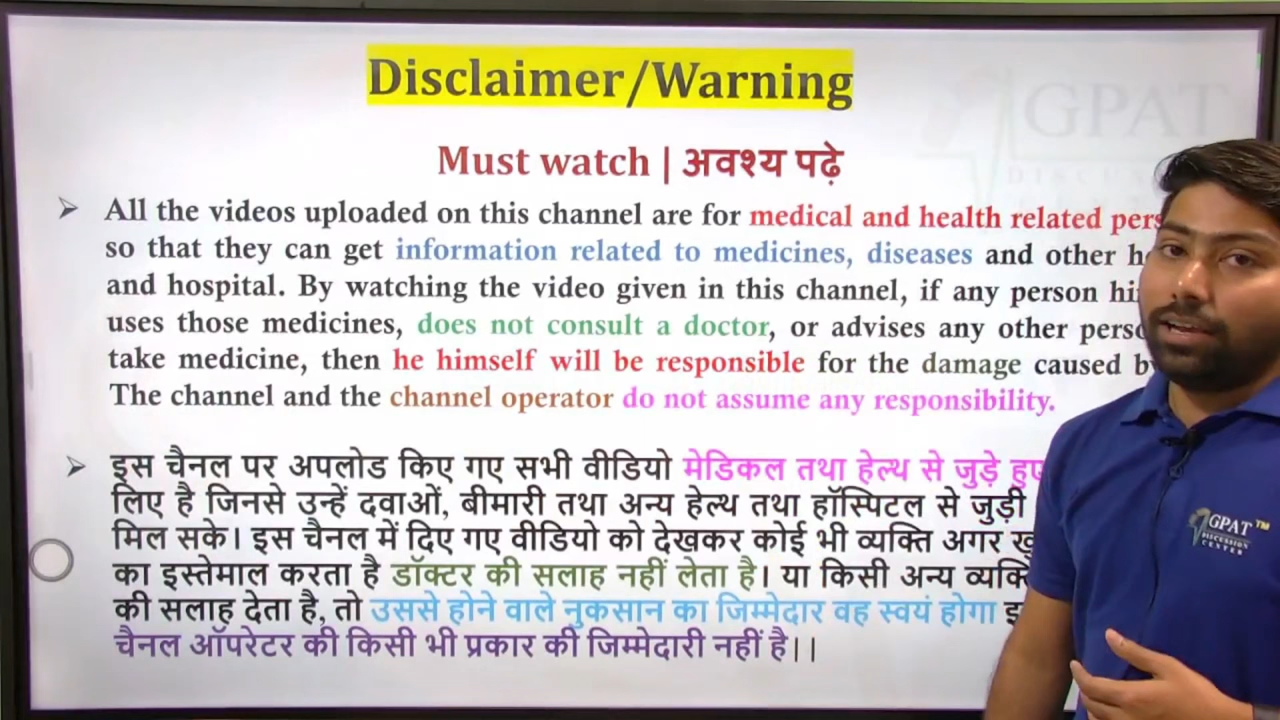 Disclaimer/Warning
GPAT
Must watch | अवश्य पढ़े
➢ All the videos uploaded on this channel are for medical and health related
so that they can get information related to medicines, diseases and other
and hospital. By watching the video given in this channel, if any person
uses those medicines, does not consult a doctor, or advises any other
take medicine, then he himself will be responsible for the damage caused
The channel and the channel operator do not assume any responsibility.
➢ इस चैनल पर अपलोड किए गए सभी वीडियो मेडिकल तथा हेल्थ से जुड़े
लिए है जिनसे उन्हें दवाओं, बीमारी तथा अन्य हेल्थ तथा हॉस्पिटल से जुड़ी
मिल सके। इस चैनल में दिए गए वीडियो को देखकर कोई भी व्यक्ति अगर
का इस्तेमाल करता है डॉक्टर की सलाह नहीं लेता है। या किसी अन्य
की सलाह देता है, तो उससे होने वाले नुकसान का जिम्मेदार वह स्वयं होगा
चैनल ऑपरेटर की किसी भी प्रकार की जिम्मेदारी नहीं है।।
GPAT™
DISCUSSION
CENTER